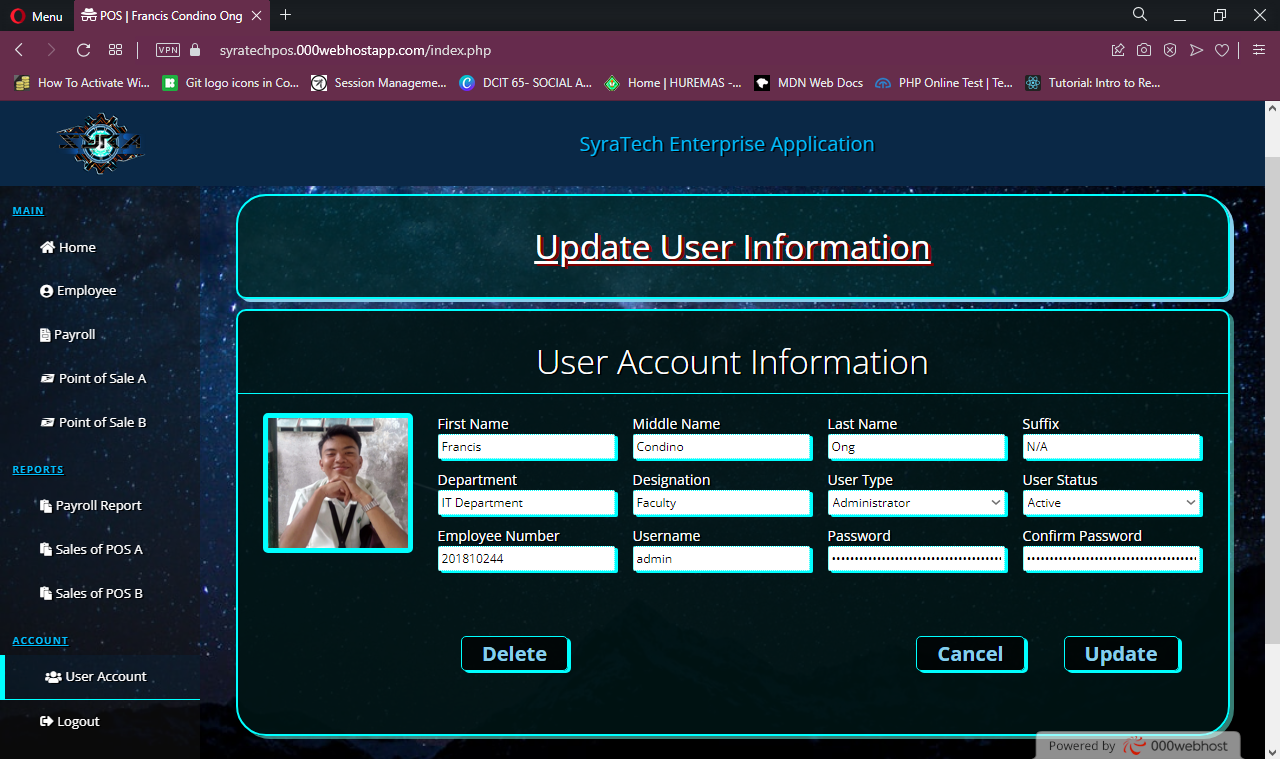 Menu
POS | Francis Condino Ong
VPN
syratechpos.000webhostapp.com/index.php
How To Activate Wi...
Git logo icons in Co...
Session Manageme...
DCIT 65- SOCIAL A...
Home | HUREMAS -...
MDN Web Docs
PHP Online Test | Te...
Tutorial: Intro to Re...
SyraTech Enterprise Application
MAIN
Home
Employee
Payroll
Point of Sale A
Point of Sale B
REPORTS
Payroll Report
Sales of POS A
Sales of POS B
ACCOUNT
User Account
Logout
Update User Information
User Account Information
First Name Middle Name Last Name Suffix
Francis Condino Ong N/A
Department Designation User Type User Status
IT Department Faculty Administrator Active
Employee Number Username Password Confirm Password
201810244 admin
Delete Cancel Update
Powered by 000webhost